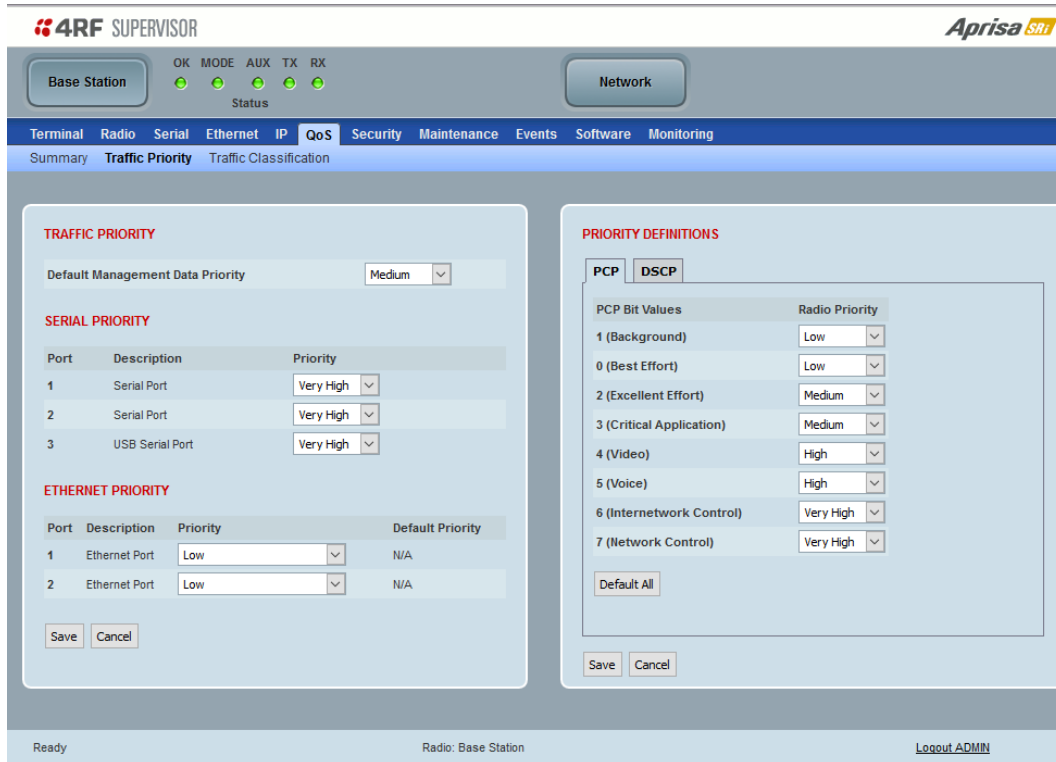 4RF SUPERVISOR
Aprisa SRi
Base Station
OK MODE AUX TX RX
Status
Network
Terminal Radio Serial Ethernet IP QoS Security Maintenance Events Software Monitoring
Summary Traffic Priority Traffic Classification
TRAFFIC PRIORITY
Default Management Data Priority Medium
SERIAL PRIORITY
Port Description Priority
1 Serial Port Very High
2 Serial Port Very High
3 USB Serial Port Very High
ETHERNET PRIORITY
Port Description Priority Default Priority
1 Ethernet Port Low N/A
2 Ethernet Port Low N/A
Save Cancel
PRIORITY DEFINITIONS
PCP DSCP
PCP Bit Values Radio Priority
1 (Background) Low
0 (Best Effort) Low
2 (Excellent Effort) Medium
3 (Critical Application) Medium
4 (Video) High
5 (Voice) High
6 (Internetwork Control) Very High
7 (Network Control) Very High
Default All
Save Cancel
Ready Radio: Base Station Logout ADMIN